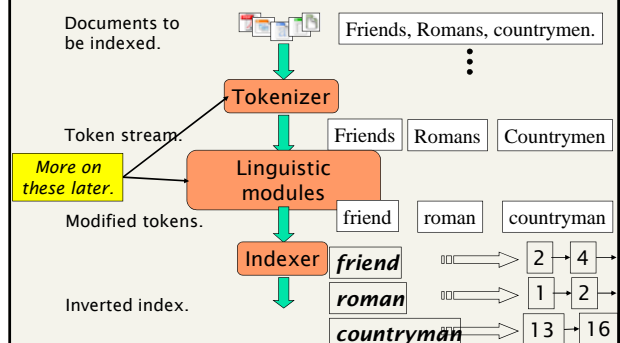 Documents to
be indexed.
Friends, Romans, countrymen.
Tokenizer
Token stream.
Friends Romans Countrymen
More on
these later.
Linguistic
modules
Modified tokens.
friend roman countryman
Indexer
friend 2 4
roman 1 2
Inverted index.
countryman 13 16